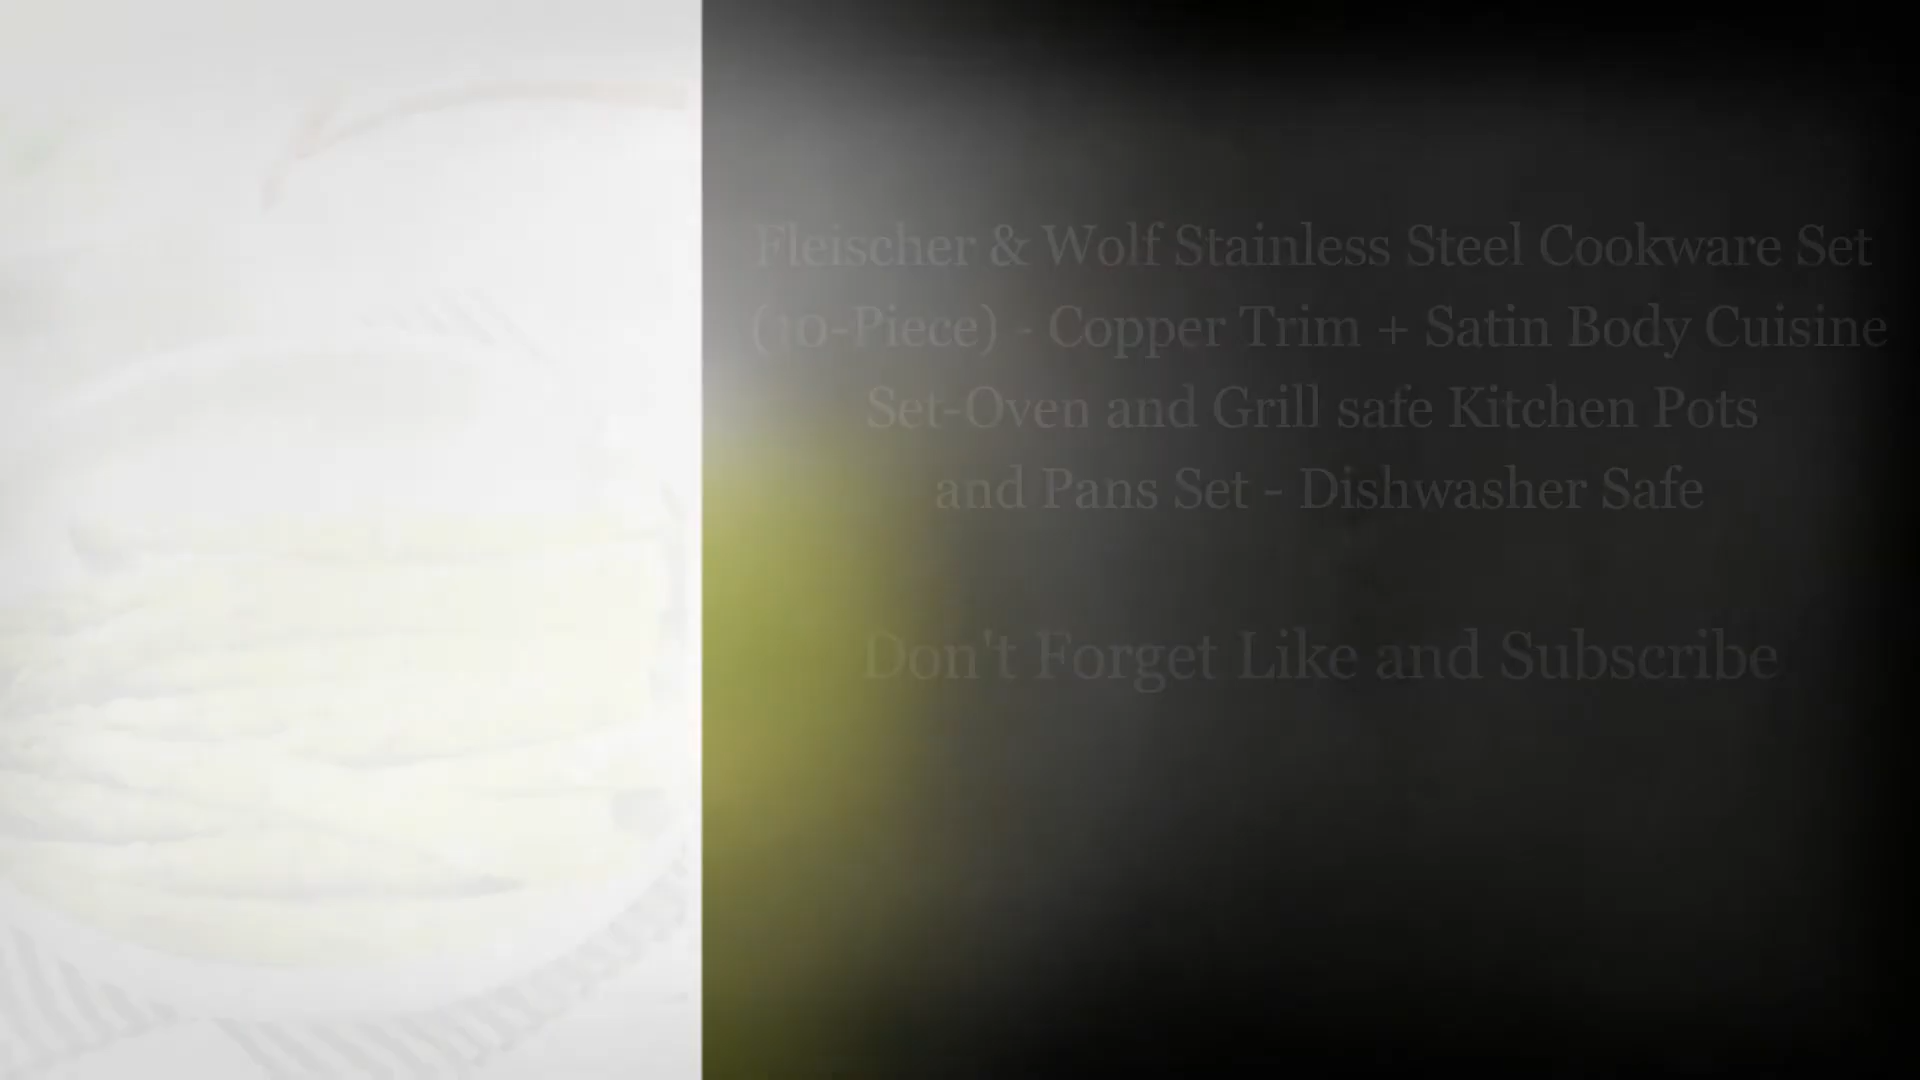 Fleischer & Wolf Stainless Steel Cookware Set
(10-Piece) - Copper Trim + Satin Body Cuisine
Set-Oven and Grill safe Kitchen Pots
and Pans Set - Dishwasher Safe
Don't Forget Like and Subscribe